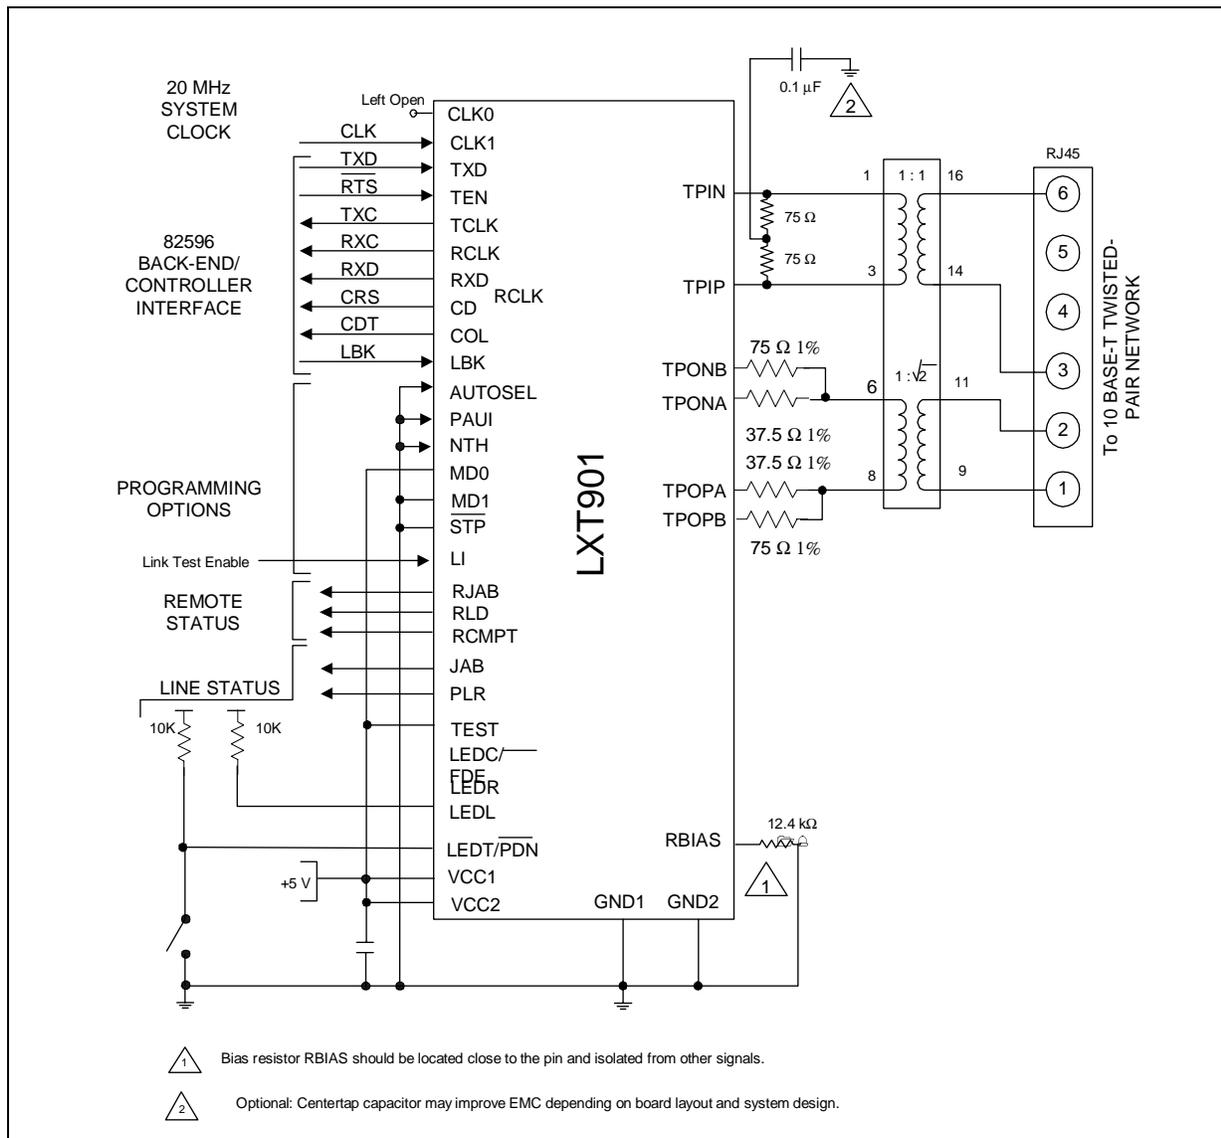 20 MHz
SYSTEM
CLOCK
82596
BACK-END/
CONTROLLER
INTERFACE
PROGRAMMING
OPTIONS
Link Test Enable
REMOTE
STATUS
LINE STATUS
10K
10K
+5 V
Left Open
CLK
TXD
RTS
TXC
RXC
RXD
CRS
CDT
LBK
CLK0
CLK1
TXD
TEN
TCLK
RCLK
RXD
RCLK
CD
COL
LBK
AUTOSEL
PAUI
NTH
MD0
MD1
STP
LI
RJAB
RLD
RCMPT
JAB
PLR
TEST
LEDC/
FDE
LEDR
LEDL
LEDT/PDN
VCC1
VCC2
LXT901
GND1
GND2
TPIN
TPIP
TPONB
TPONA
TPOPA
TPOPB
RBIAS
0.1 µF
2
75 Ω
75 Ω
75 Ω 1%
37.5 Ω 1%
37.5 Ω 1%
75 Ω 1%
12.4 kΩ
1
1
1 : 1
16
3
14
6
1 :√2
11
8
9
RJ45
6
5
4
3
2
1
To 10 BASE-T TWISTED-
PAIR NETWORK
1 Bias resistor RBIAS should be located close to the pin and isolated from other signals.
2 Optional: Centertap capacitor may improve EMC depending on board layout and system design.